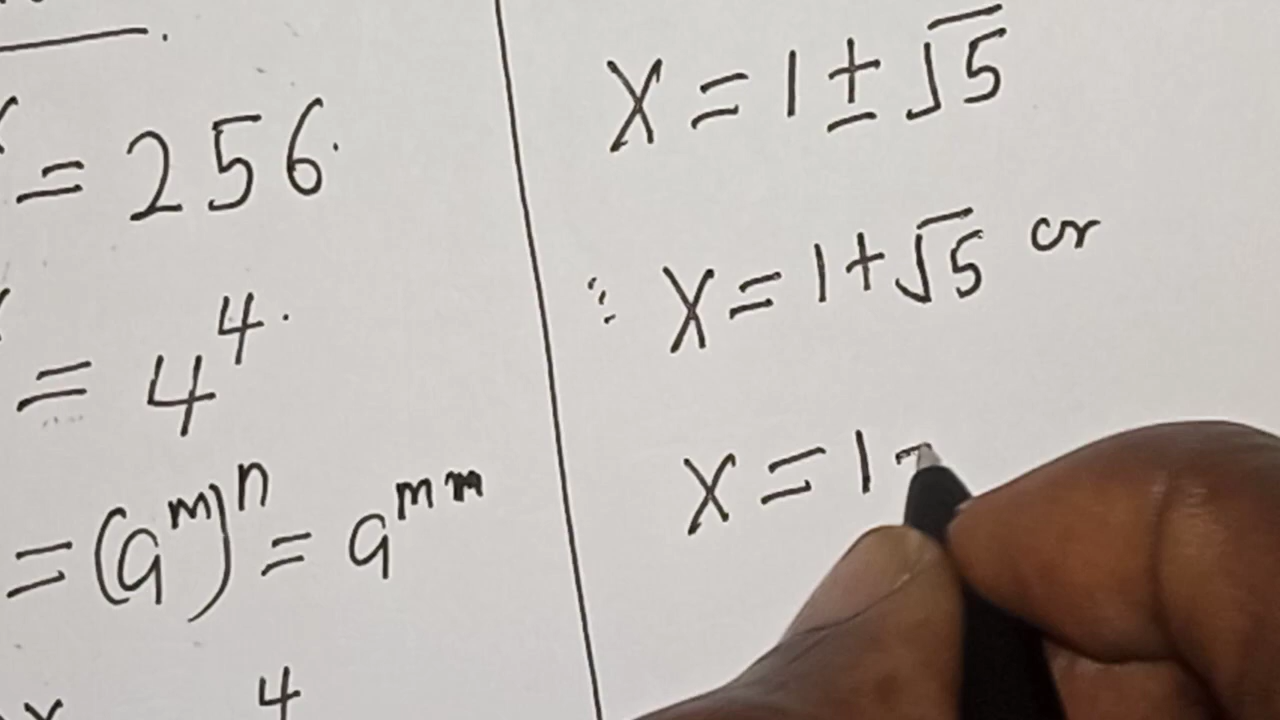 = 256.
= 4^4.
= (a^m)^n = a^mn
x 4
x = 1 ± √5
∴ x = 1 + √5 or
x = 1 -